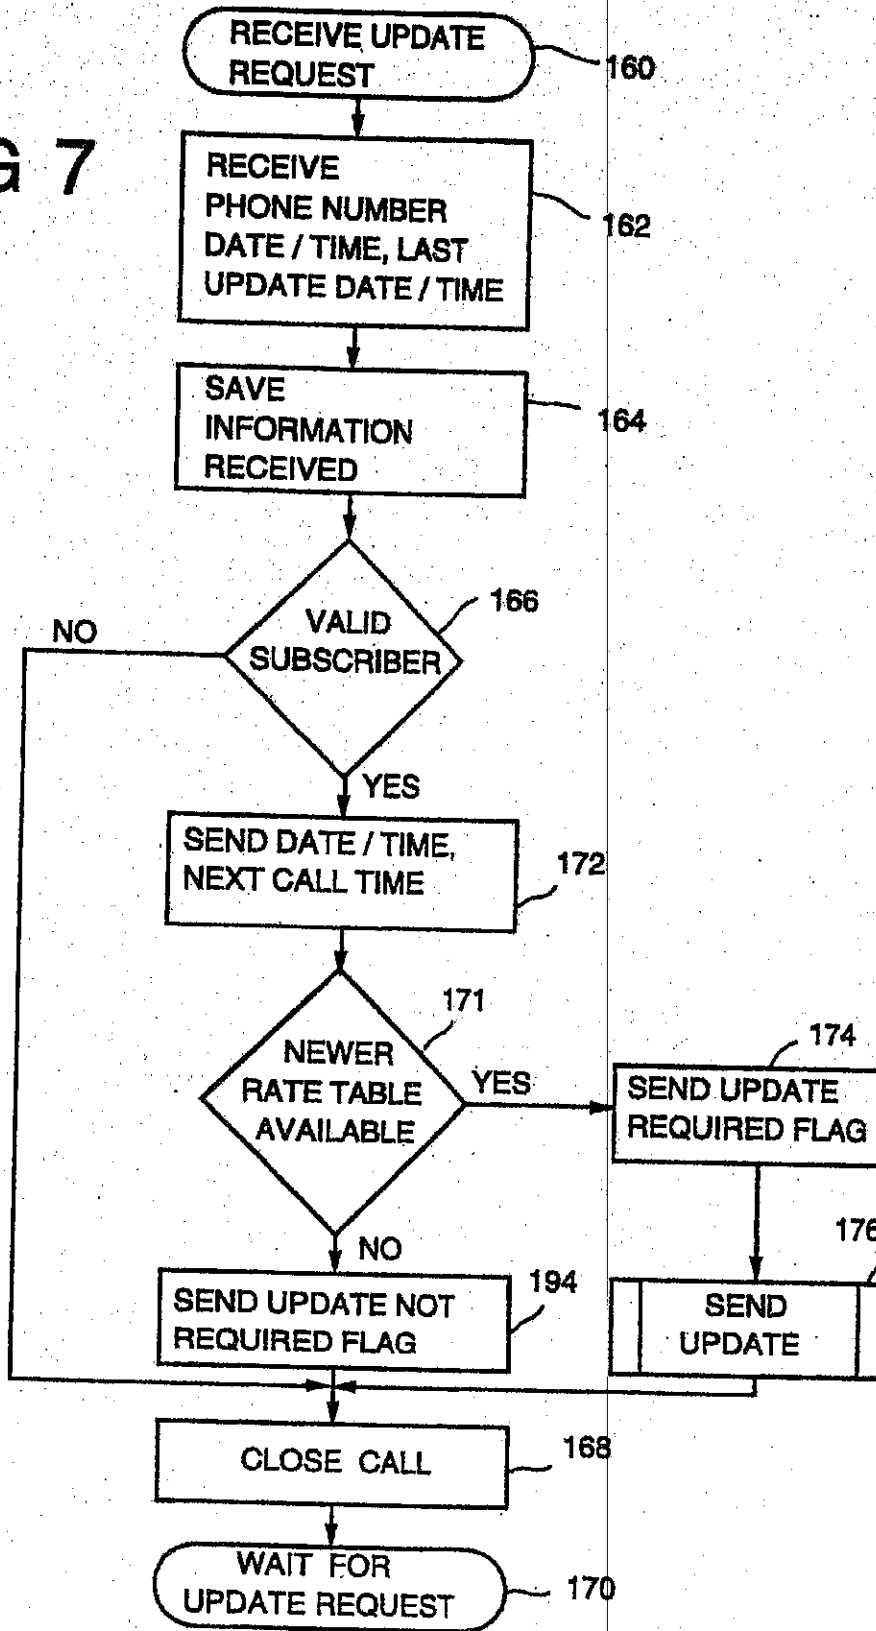 RECEIVE UPDATE
REQUEST
160
G 7
RECEIVE
PHONE NUMBER
DATE / TIME, LAST
UPDATE DATE / TIME
162
SAVE
INFORMATION
RECEIVED
164
VALID
SUBSCRIBER
166
NO
YES
SEND DATE / TIME,
NEXT CALL TIME
172
NEWER
RATE TABLE
AVAILABLE
171
YES
SEND UPDATE
REQUIRED FLAG
174
NO
SEND UPDATE NOT
REQUIRED FLAG
194
SEND
UPDATE
176
CLOSE CALL
168
WAIT FOR
UPDATE REQUEST
170